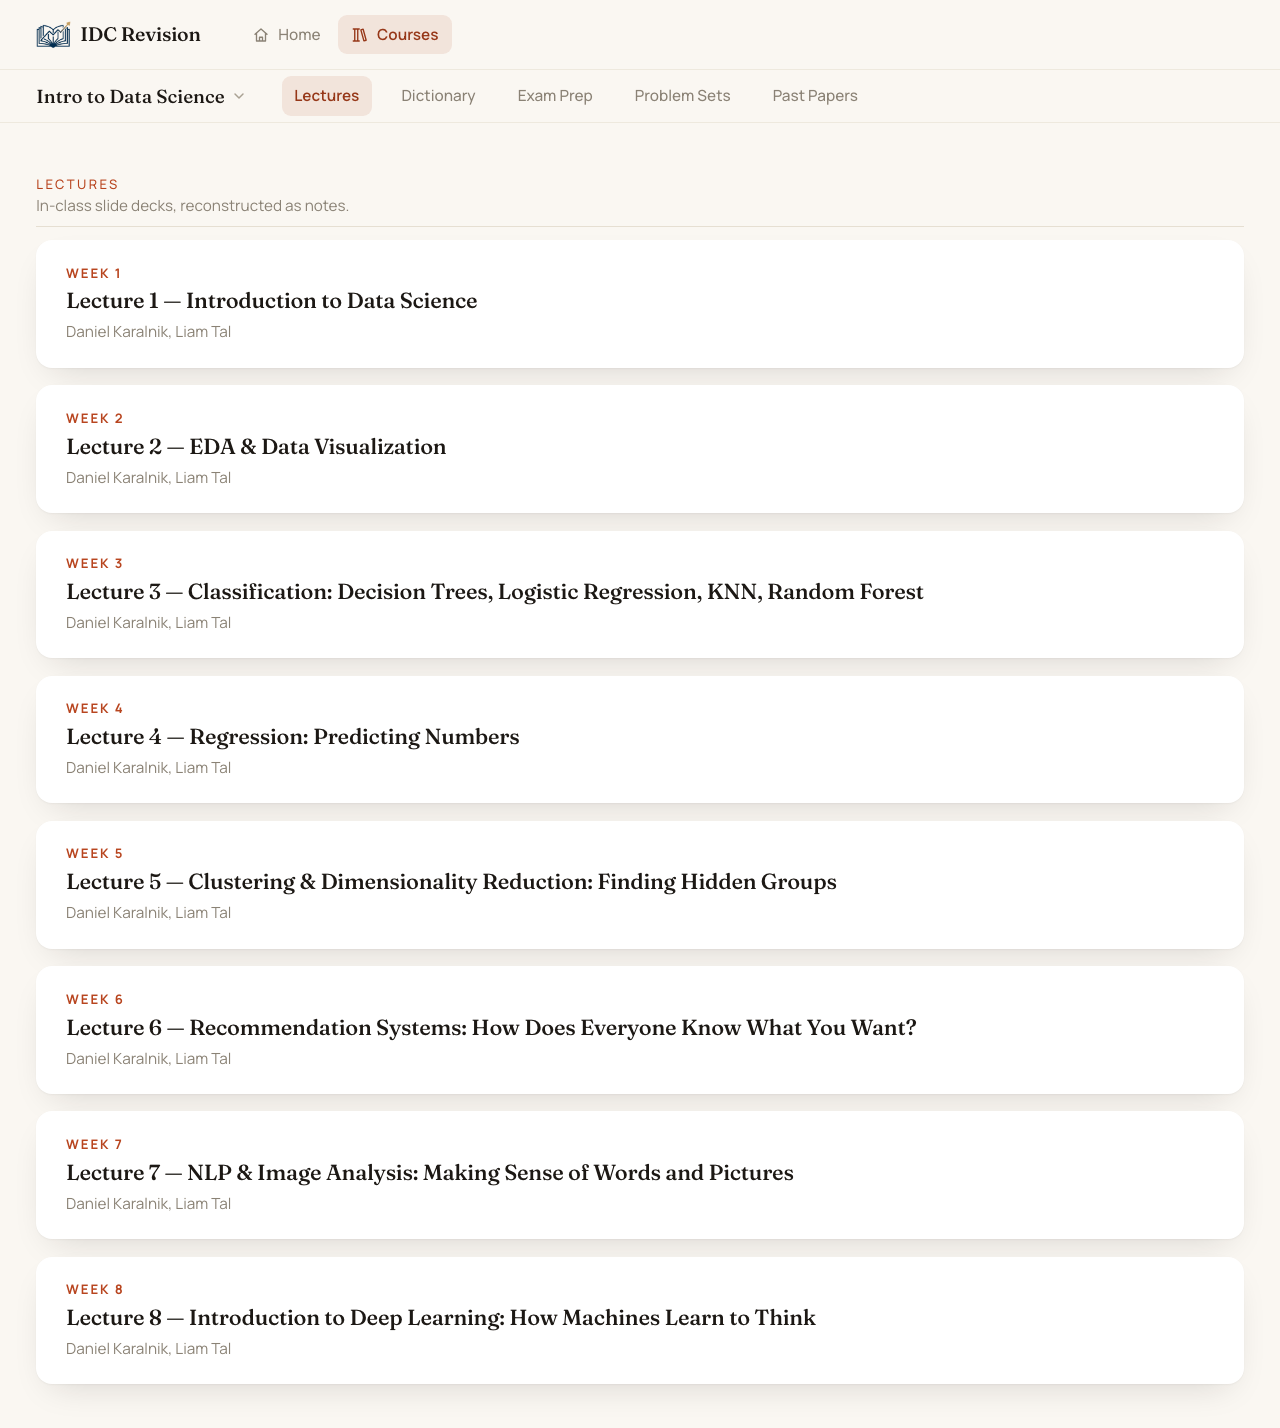 IDC Revision
Home
Courses
Intro to Data Science
Lectures
Dictionary
Exam Prep
Problem Sets
Past Papers
LECTURES
In-class slide decks, reconstructed as notes.
WEEK 1
Lecture 1 — Introduction to Data Science
Daniel Karalnik, Liam Tal
WEEK 2
Lecture 2 — EDA & Data Visualization
Daniel Karalnik, Liam Tal
WEEK 3
Lecture 3 — Classification: Decision Trees, Logistic Regression, KNN, Random Forest
Daniel Karalnik, Liam Tal
WEEK 4
Lecture 4 — Regression: Predicting Numbers
Daniel Karalnik, Liam Tal
WEEK 5
Lecture 5 — Clustering & Dimensionality Reduction: Finding Hidden Groups
Daniel Karalnik, Liam Tal
WEEK 6
Lecture 6 — Recommendation Systems: How Does Everyone Know What You Want?
Daniel Karalnik, Liam Tal
WEEK 7
Lecture 7 — NLP & Image Analysis: Making Sense of Words and Pictures
Daniel Karalnik, Liam Tal
WEEK 8
Lecture 8 — Introduction to Deep Learning: How Machines Learn to Think
Daniel Karalnik, Liam Tal